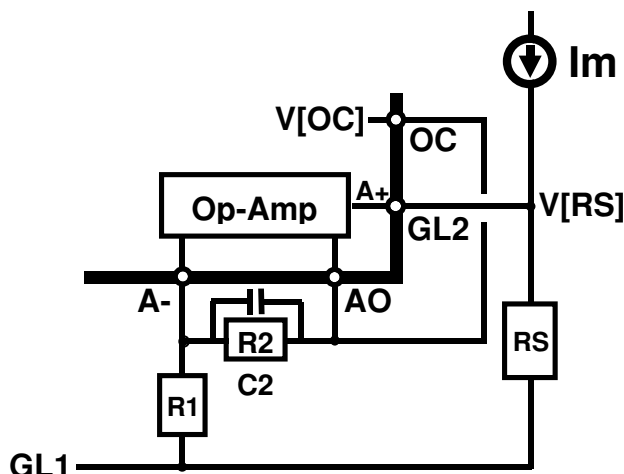 Im
V[OC]
OC
A+
Op-Amp
V[RS]
GL2
A-
AO
R2
RS
C2
R1
GL1